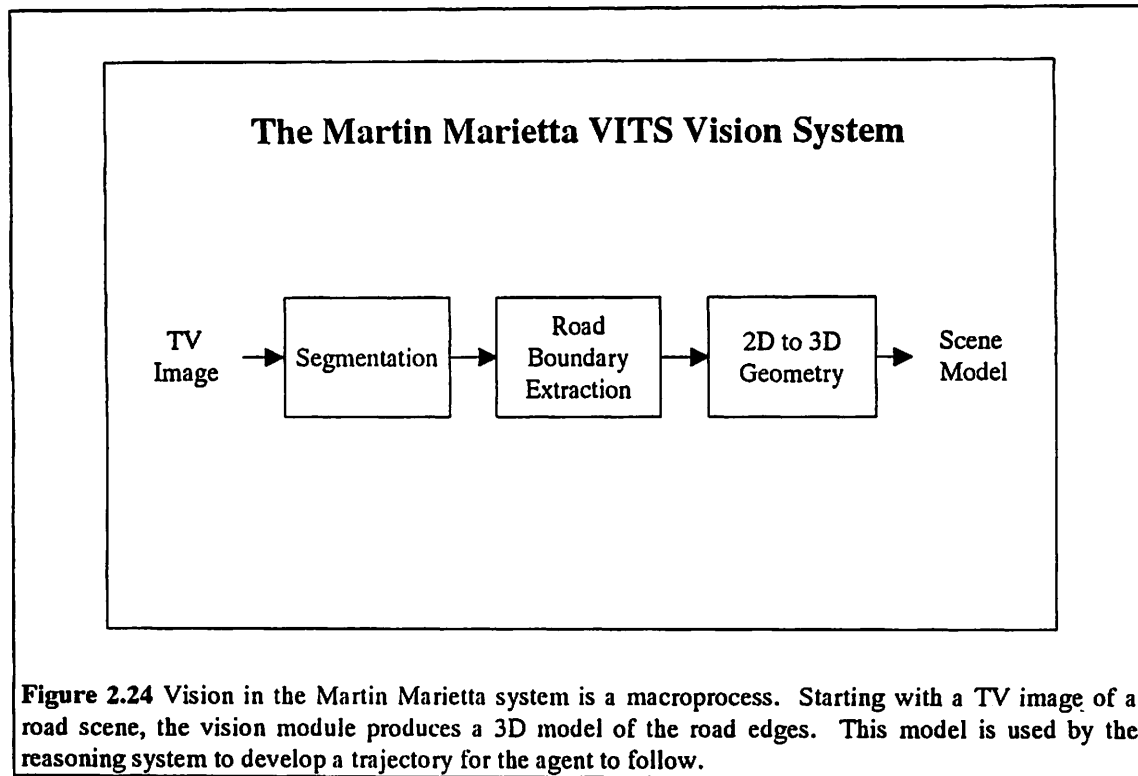 The Martin Marietta VITS Vision System
TV
Image
Segmentation
Road
Boundary
Extraction
2D to 3D
Geometry
Scene
Model
Figure 2.24 Vision in the Martin Marietta system is a macroprocess. Starting with a TV image of a
road scene, the vision module produces a 3D model of the road edges. This model is used by the
reasoning system to develop a trajectory for the agent to follow.